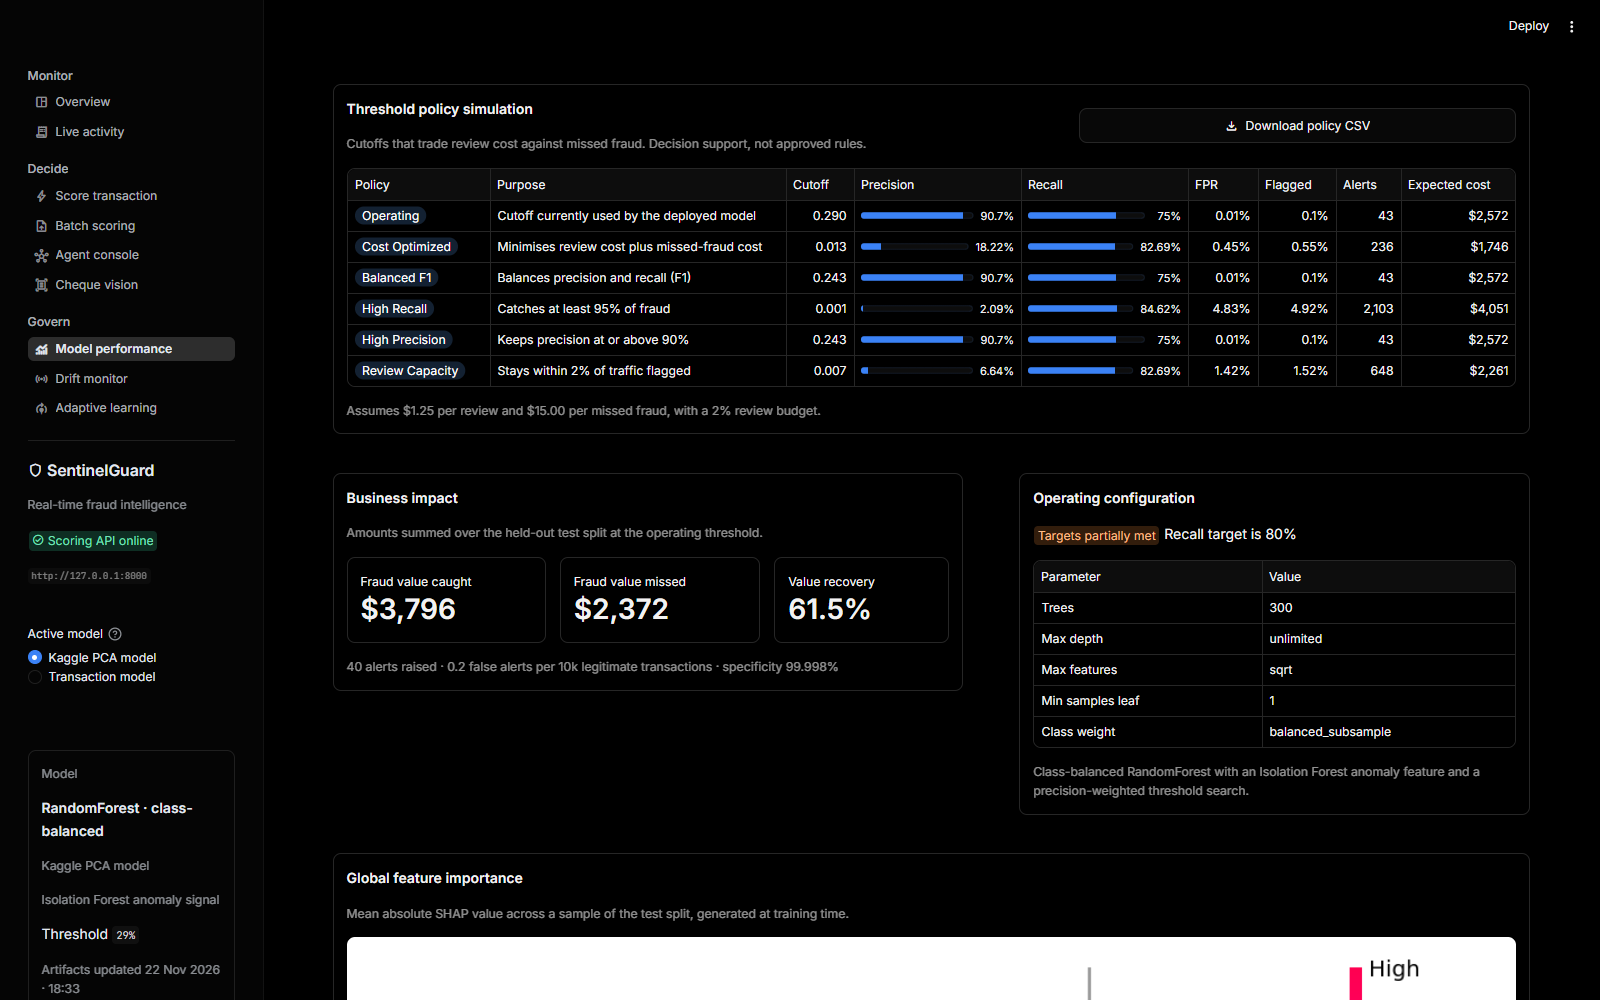 Deploy
Monitor
Overview
Live activity
Decide
Score transaction
Batch scoring
Agent console
Cheque vision
Govern
Model performance
Drift monitor
Adaptive learning
SentinelGuard
Real-time fraud intelligence
Scoring API online
http://127.0.0.1:8000
Active model
Kaggle PCA model
Transaction model
Model
RandomForest · class-
balanced
Kaggle PCA model
Isolation Forest anomaly signal
Threshold 29%
Artifacts updated 22 Nov 2026
· 18:33
Threshold policy simulation
Download policy CSV
Cutoffs that trade review cost against missed fraud. Decision support, not approved rules.
Policy Purpose Cutoff Precision Recall FPR Flagged Alerts Expected cost
Operating Cutoff currently used by the deployed model 0.290 90.7% 75% 0.01% 0.1% 43 $2,572
Cost Optimized Minimises review cost plus missed-fraud cost 0.013 18.22% 82.69% 0.45% 0.55% 236 $1,746
Balanced F1 Balances precision and recall (F1) 0.243 90.7% 75% 0.01% 0.1% 43 $2,572
High Recall Catches at least 95% of fraud 0.001 2.09% 84.62% 4.83% 4.92% 2,103 $4,051
High Precision Keeps precision at or above 90% 0.243 90.7% 75% 0.01% 0.1% 43 $2,572
Review Capacity Stays within 2% of traffic flagged 0.007 6.64% 82.69% 1.42% 1.52% 648 $2,261
Assumes $1.25 per review and $15.00 per missed fraud, with a 2% review budget.
Business impact
Amounts summed over the held-out test split at the operating threshold.
Fraud value caught
$3,796
Fraud value missed
$2,372
Value recovery
61.5%
40 alerts raised · 0.2 false alerts per 10k legitimate transactions · specificity 99.998%
Operating configuration
Targets partially met Recall target is 80%
Parameter Value
Trees 300
Max depth unlimited
Max features sqrt
Min samples leaf 1
Class weight balanced_subsample
Class-balanced RandomForest with an Isolation Forest anomaly feature and a
precision-weighted threshold search.
Global feature importance
Mean absolute SHAP value across a sample of the test split, generated at training time.
High